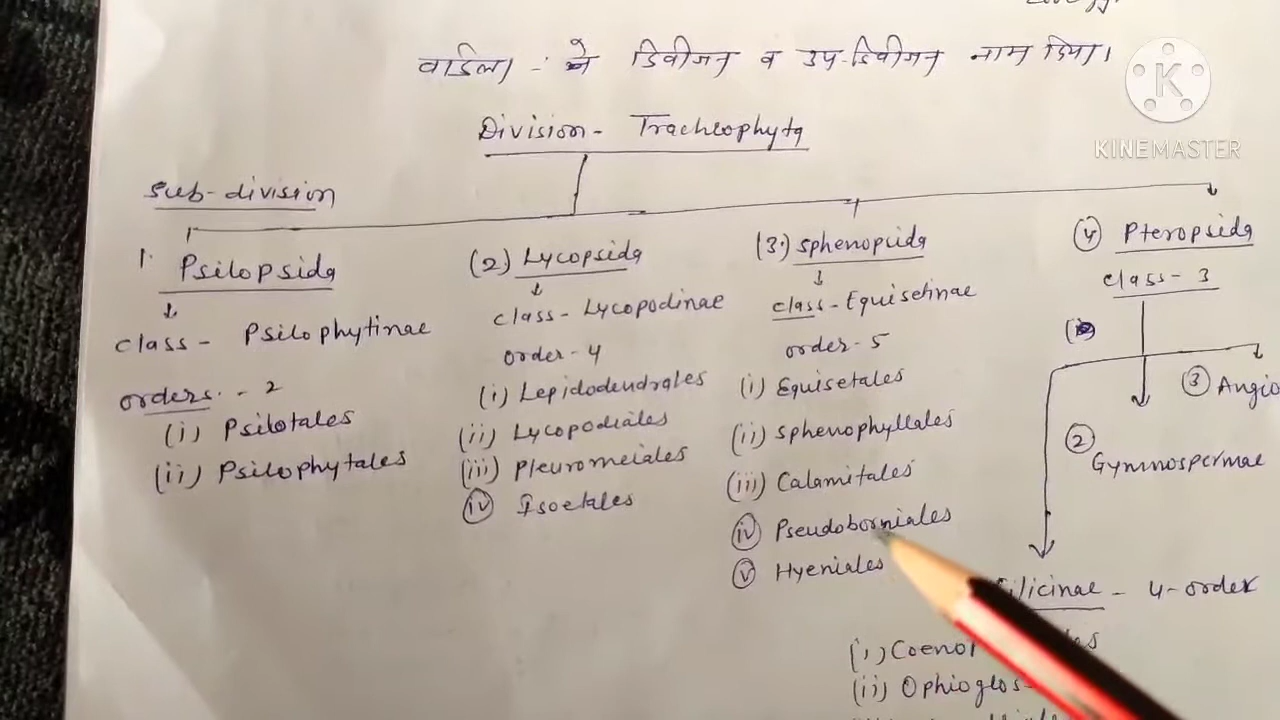 वाडिला - ने डिवीजन व उप-डिवीजन नाम दिया।
KINEMASTER
Division - Tracheophyta
Sub-division
1. Psilopsida
class - Psilophytinae
orders - 2
(i) Psilotales
(ii) Psilophytales
(2) Lycopsida
class - Lycopodinae
order - 4
(i) Lepidodendrales
(ii) Lycopodiales
(iii) Pleuromeiales
(iv) Isoetales
(3.) Sphenopsida
class - Equisetinae
order - 5
(i) Equisetales
(ii) Sphenophyllales
(iii) Calamitales
(iv) Pseudoborniales
(v) Hyeniales
(4) Pteropsida
class - 3
(3) Angio
(2) Gymnospermae
ilicinae - 4 - order
(i) Coeno
(ii) Ophioglos